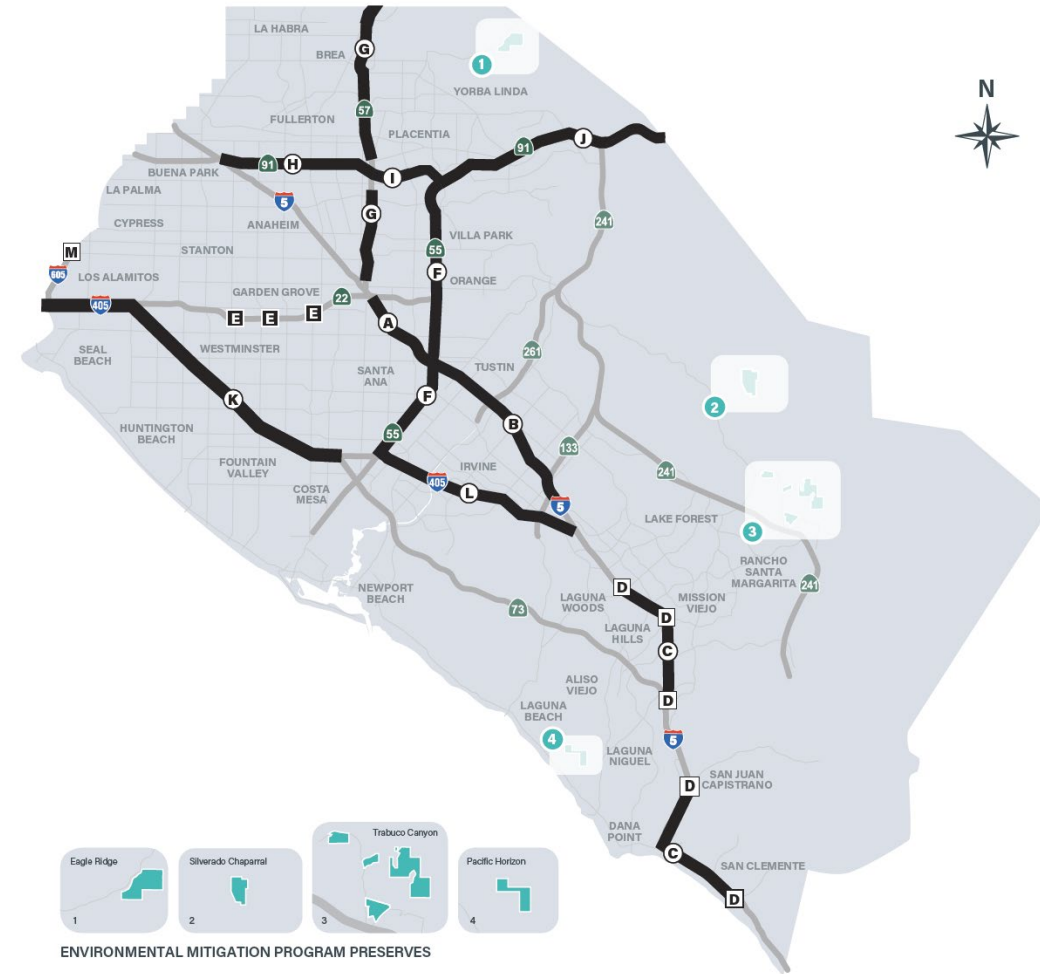 LA HABRA
G
BREA
1
YORBA LINDA
N
57
FULLERTON
PLACENTIA
91
J
91
H
I
BUENA PARK
LA PALMA
5
CYPRESS
ANAHEIM
G
241
M
STANTON
55
VILLA PARK
605
LOS ALAMITOS
F
ORANGE
405
GARDEN GROVE
22
E
E
E
A
SEAL
BEACH
WESTMINSTER
261
SANTA
ANA
TUSTIN
2
K
F
B
HUNTINGTON
BEACH
55
133
FOUNTAIN
VALLEY
IRVINE
241
COSTA
MESA
405
L
5
LAKE FOREST
3
RANCHO
SANTA
MARGARITA
241
NEWPORT
BEACH
73
LAGUNA
WOODS
D
MISSION
VIEJO
LAGUNA
HILLS
D
C
ALISO
VIEJO
D
LAGUNA
BEACH
4
5
LAGUNA
NIGUEL
D
SAN JUAN
CAPISTRANO
DANA
POINT
C
SAN CLEMENTE
D
Eagle Ridge
1
Silverado Chaparral
2
Trabuco Canyon
3
Pacific Horizon
4
ENVIRONMENTAL MITIGATION PROGRAM PRESERVES